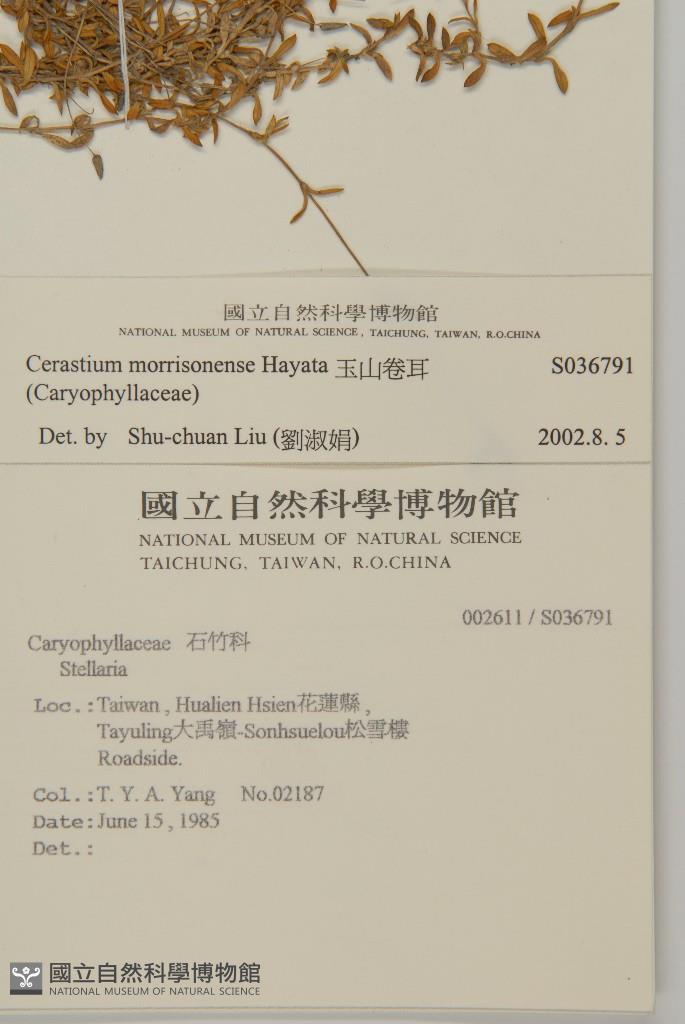 國立自然科學博物館
NATIONAL MUSEUM OF NATURAL SCIENCE, TAICHUNG, TAIWAN, R.O.CHINA
Cerastium morrisonense Hayata 玉山卷耳 S036791
(Caryophyllaceae)
Det. by Shu-chuan Liu (劉淑娟) 2002.8. 5
國立自然科學博物館
NATIONAL MUSEUM OF NATURAL SCIENCE
TAICHUNG, TAIWAN, R.O.CHINA
002611 / S036791
Caryophyllaceae 石竹科
Stellaria
Loc.:Taiwan , Hualien Hsien花蓮縣 ,
Tayuling大禹嶺-Sonhsuelou松雪樓
Roadside.
Col.:T. Y. A. Yang No.02187
Date:June 15 , 1985
Det.:
國立自然科學博物館
NATIONAL MUSEUM OF NATURAL SCIENCE